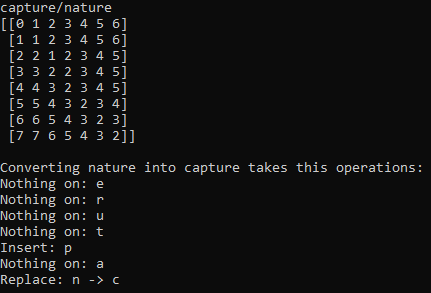 capture/nature
[[0 1 2 3 4 5 6]
 [1 1 2 3 4 5 6]
 [2 2 1 2 3 4 5]
 [3 3 2 2 3 4 5]
 [4 4 3 2 3 4 5]
 [5 5 4 3 2 3 4]
 [6 6 5 4 3 2 3]
 [7 7 6 5 4 3 2]]
Converting nature into capture takes this operations:
Nothing on: e
Nothing on: r
Nothing on: u
Nothing on: t
Insert: p
Nothing on: a
Replace: n -> c